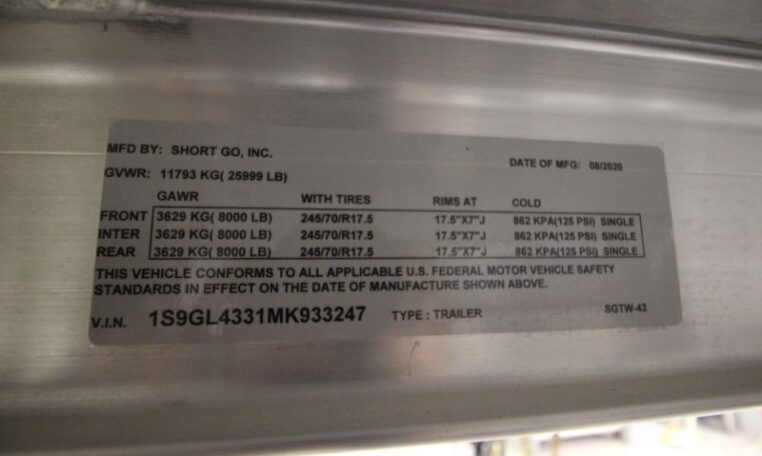 MFD BY: SHORT GO, INC.
DATE OF MFG: 08/2020
GVWR: 11793 KG( 25999 LB)
GAWR WITH TIRES RIMS AT COLD
FRONT 3629 KG( 8000 LB) 245/70/R17.5 17.5"X7"J 862 KPA(125 PSI) SINGLE
INTER 3629 KG( 8000 LB) 245/70/R17.5 17.5"X7"J 862 KPA(125 PSI) SINGLE
REAR 3629 KG( 8000 LB) 245/70/R17.5 17.5"X7"J 862 KPA(125 PSI) SINGLE
THIS VEHICLE CONFORMS TO ALL APPLICABLE U.S. FEDERAL MOTOR VEHICLE SAFETY
STANDARDS IN EFFECT ON THE DATE OF MANUFACTURE SHOWN ABOVE.
V.I.N. 1S9GL4331MK933247 TYPE : TRAILER SGTW-43